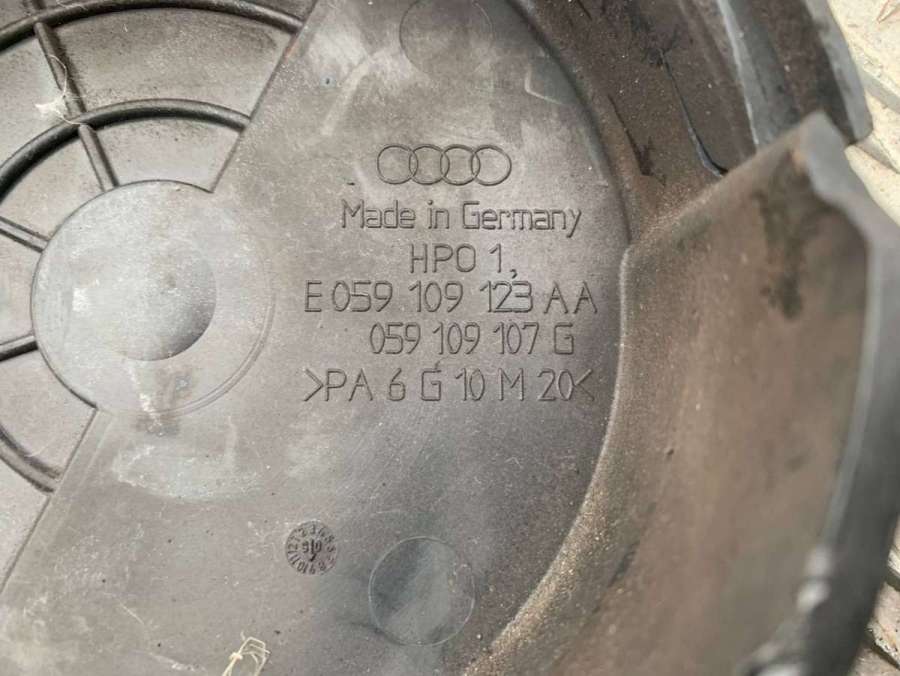 Made in Germany
HPO 1,
E 059 109 123 AA
059 109 107 G
>PA 6 G 10 M 20<